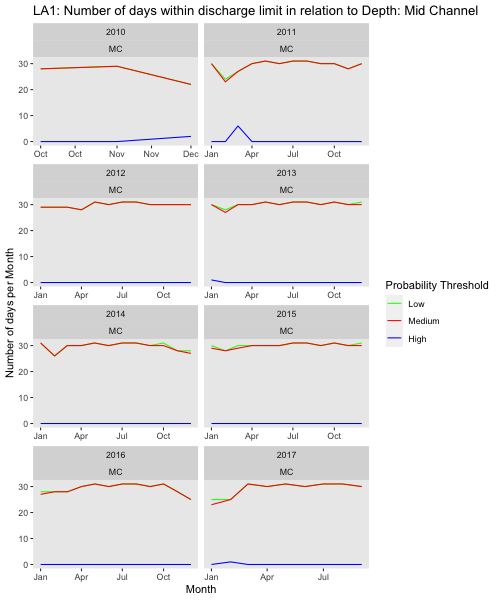 LA1: Number of days within discharge limit in relation to Depth: Mid Channel
2010
MC
2011
MC
30
20
10
0
Oct Oct Nov Nov Dec
Jan Apr Jul Oct
2012
MC
2013
MC
30
20
10
0
Jan Apr Jul Oct
Jan Apr Jul Oct
2014
MC
2015
MC
30
20
10
0
Jan Apr Jul Oct
Jan Apr Jul Oct
2016
MC
2017
MC
30
20
10
0
Jan Apr Jul Oct
Jan Apr Jul
Month
Number of days per Month
Probability Threshold
Low
Medium
High